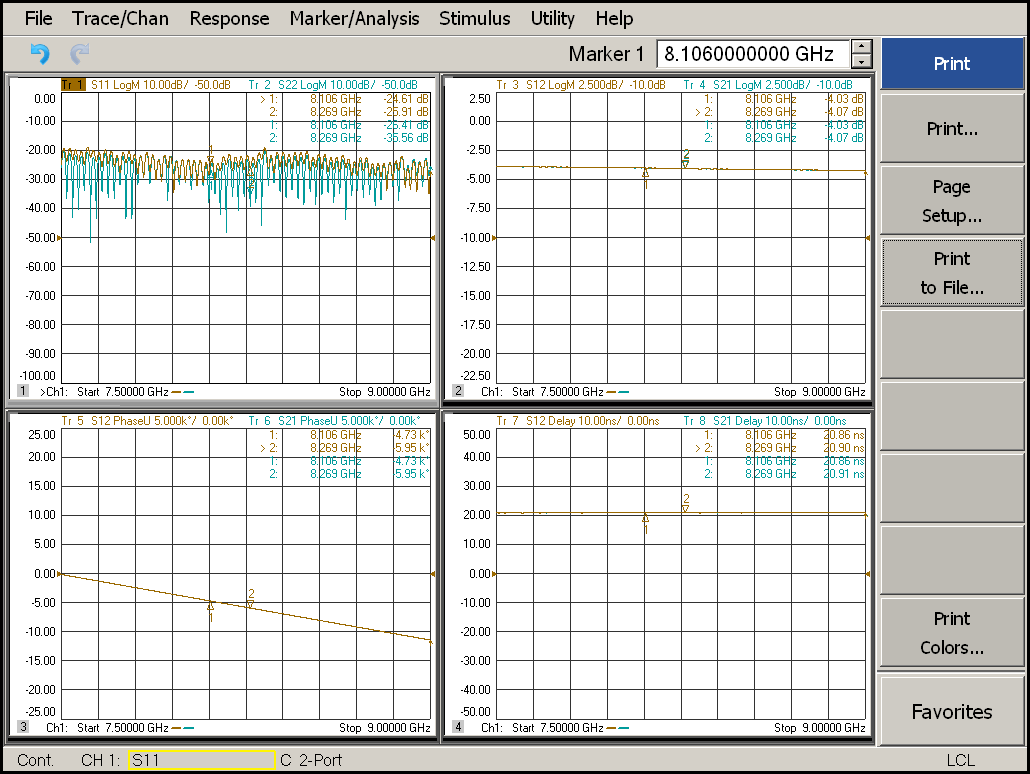 File Trace/Chan Response Marker/Analysis Stimulus Utility Help
Marker 1 8.1060000000 GHz
Print
Print...
Page
Setup...
Print
to File...
Print
Colors...
Favorites
Tr 1 S11 LogM 10.00dB/ -50.0dB Tr 2 S22 LogM 10.00dB/ -50.0dB
> 1: 8.106 GHz -24.61 dB
2: 8.269 GHz -25.91 dB
1: 8.106 GHz -25.41 dB
2: 8.269 GHz -35.56 dB
0.00
-10.00
-20.00
-30.00
-40.00
-50.00
-60.00
-70.00
-80.00
-90.00
-100.00
1 >Ch1: Start 7.50000 GHz Stop 9.00000 GHz
Tr 3 S12 LogM 2.500dB/ -10.0dB Tr 4 S21 LogM 2.500dB/ -10.0dB
1: 8.106 GHz -4.03 dB
> 2: 8.269 GHz -4.07 dB
1: 8.106 GHz -4.03 dB
2: 8.269 GHz -4.07 dB
2.50
0.00
-2.50
-5.00
-7.50
-10.00
-12.50
-15.00
-17.50
-20.00
-22.50
2
1
2 Ch1: Start 7.50000 GHz Stop 9.00000 GHz
Tr 5 S12 PhaseU 5.000k°/ 0.00k° Tr 6 S21 PhaseU 5.000k°/ 0.00k°
1: 8.106 GHz -4.73 k°
> 2: 8.269 GHz -5.95 k°
1: 8.106 GHz -4.73 k°
2: 8.269 GHz -5.95 k°
25.00
20.00
15.00
10.00
5.00
0.00
-5.00
-10.00
-15.00
-20.00
-25.00
2
1
3 Ch1: Start 7.50000 GHz Stop 9.00000 GHz
Tr 7 S12 Delay 10.00ns/ 0.00ns Tr 8 S21 Delay 10.00ns/ 0.00ns
1: 8.106 GHz 20.86 ns
> 2: 8.269 GHz 20.90 ns
1: 8.106 GHz 20.86 ns
2: 8.269 GHz 20.91 ns
50.00
40.00
30.00
20.00
10.00
0.00
-10.00
-20.00
-30.00
-40.00
-50.00
2
1
4 Ch1: Start 7.50000 GHz Stop 9.00000 GHz
Cont. CH 1: S11 C 2-Port LCL